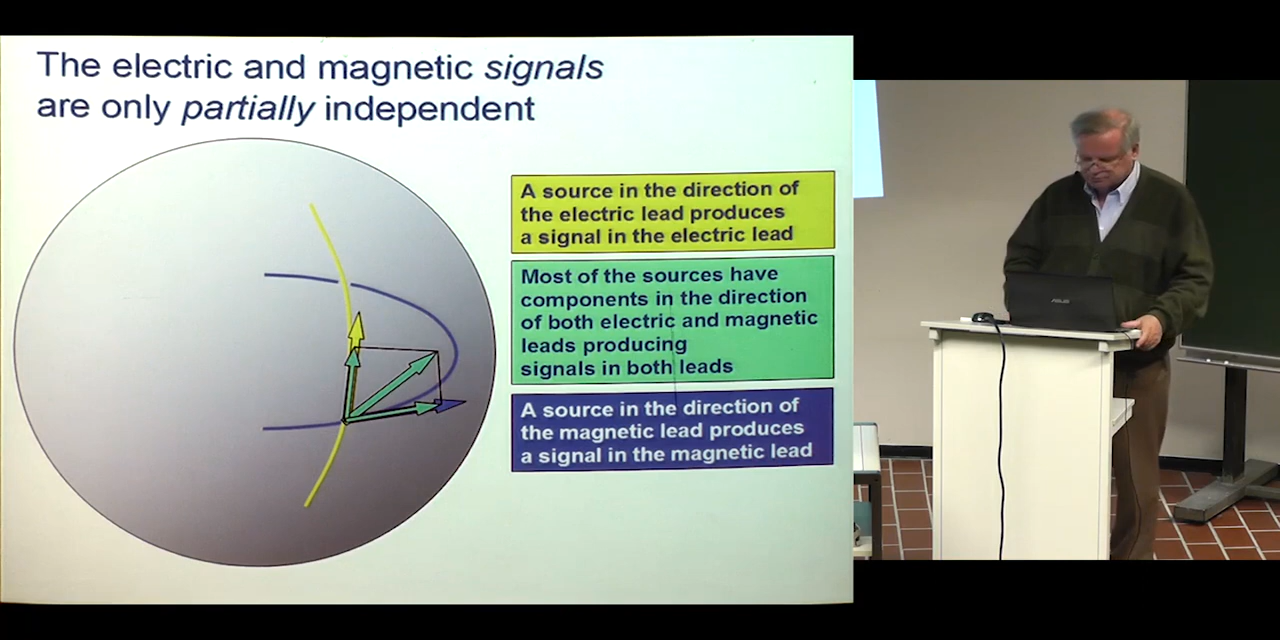 The electric and magnetic signals
are only partially independent
A source in the direction of
the electric lead produces
a signal in the electric lead
Most of the sources have
components in the direction
of both electric and magnetic
leads producing
signals in both leads
A source in the direction of
the magnetic lead produces
a signal in the magnetic lead
ASUS